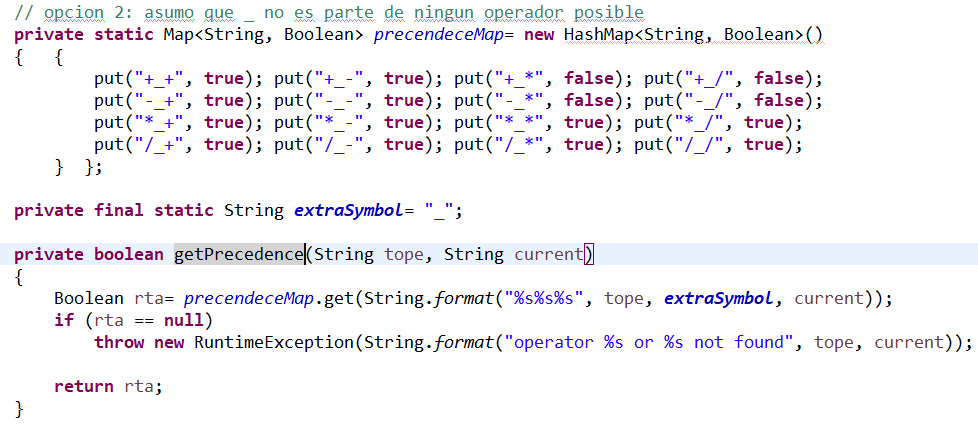 // opcion 2: asumo que _ no es parte de ningun operador posible
private static Map<String, Boolean> precendeceMap= new HashMap<String, Boolean>()
{   {
        put("+_+", true); put("+_-", true); put("+_*", false); put("+_/", false);
        put("-_+", true); put("-_-", true); put("-_*", false); put("-_/", false);
        put("*_+", true); put("*_-", true); put("*_*", true); put("*_/", true);
        put("/_+", true); put("/_-", true); put("/_*", true); put("/_/", true);
    }  };
private final static String extraSymbol= "_";
private boolean getPrecedence(String tope, String current)
{
    Boolean rta= precendeceMap.get(String.format("%s%s%s", tope, extraSymbol, current));
    if (rta == null)
        throw new RuntimeException(String.format("operator %s or %s not found", tope, current));
    return rta;
}